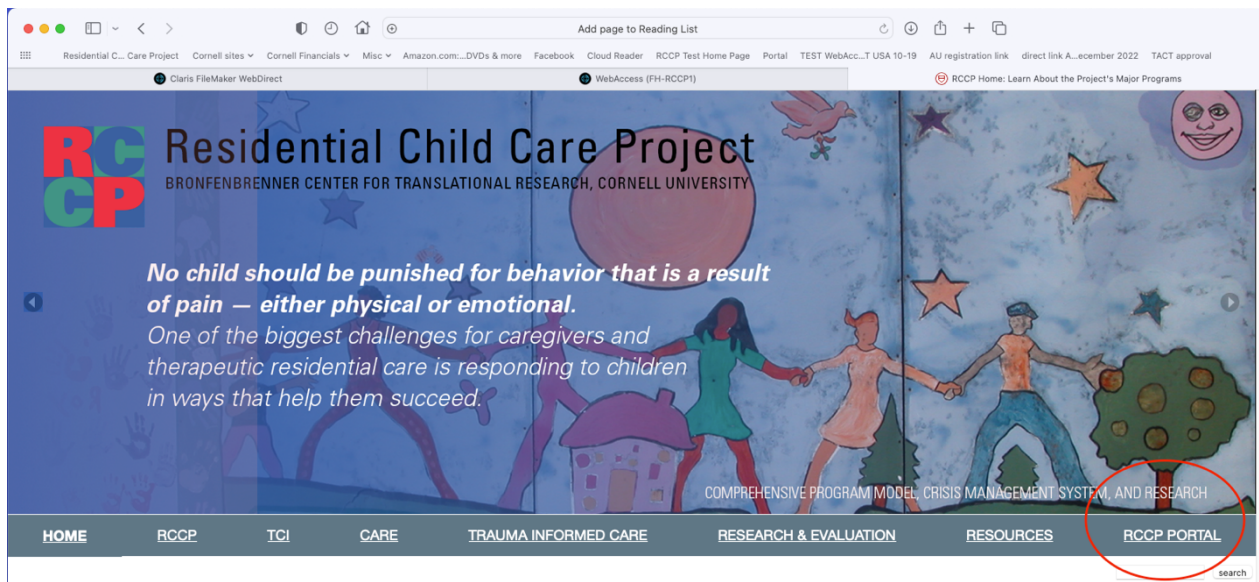 Add page to Reading List
Residential C... Care Project Cornell sites Cornell Financials Misc Amazon.com:...DVDs & more Facebook Cloud Reader RCCP Test Home Page Portal TEST WebAcc...T USA 10-19 AU registration link direct link A...ecember 2022 TACT approval
Claris FileMaker WebDirect WebAccess (FH-RCCP1) RCCP Home: Learn About the Project's Major Programs
RC
CP
Residential Child Care Project
BRONFENBRENNER CENTER FOR TRANSLATIONAL RESEARCH, CORNELL UNIVERSITY
No child should be punished for behavior that is a result
of pain — either physical or emotional.
One of the biggest challenges for caregivers and
therapeutic residential care is responding to children
in ways that help them succeed.
COMPREHENSIVE PROGRAM MODEL, CRISIS MANAGEMENT SYSTEM, AND RESEARCH
HOME RCCP TCI CARE TRAUMA INFORMED CARE RESEARCH & EVALUATION RESOURCES RCCP PORTAL
search